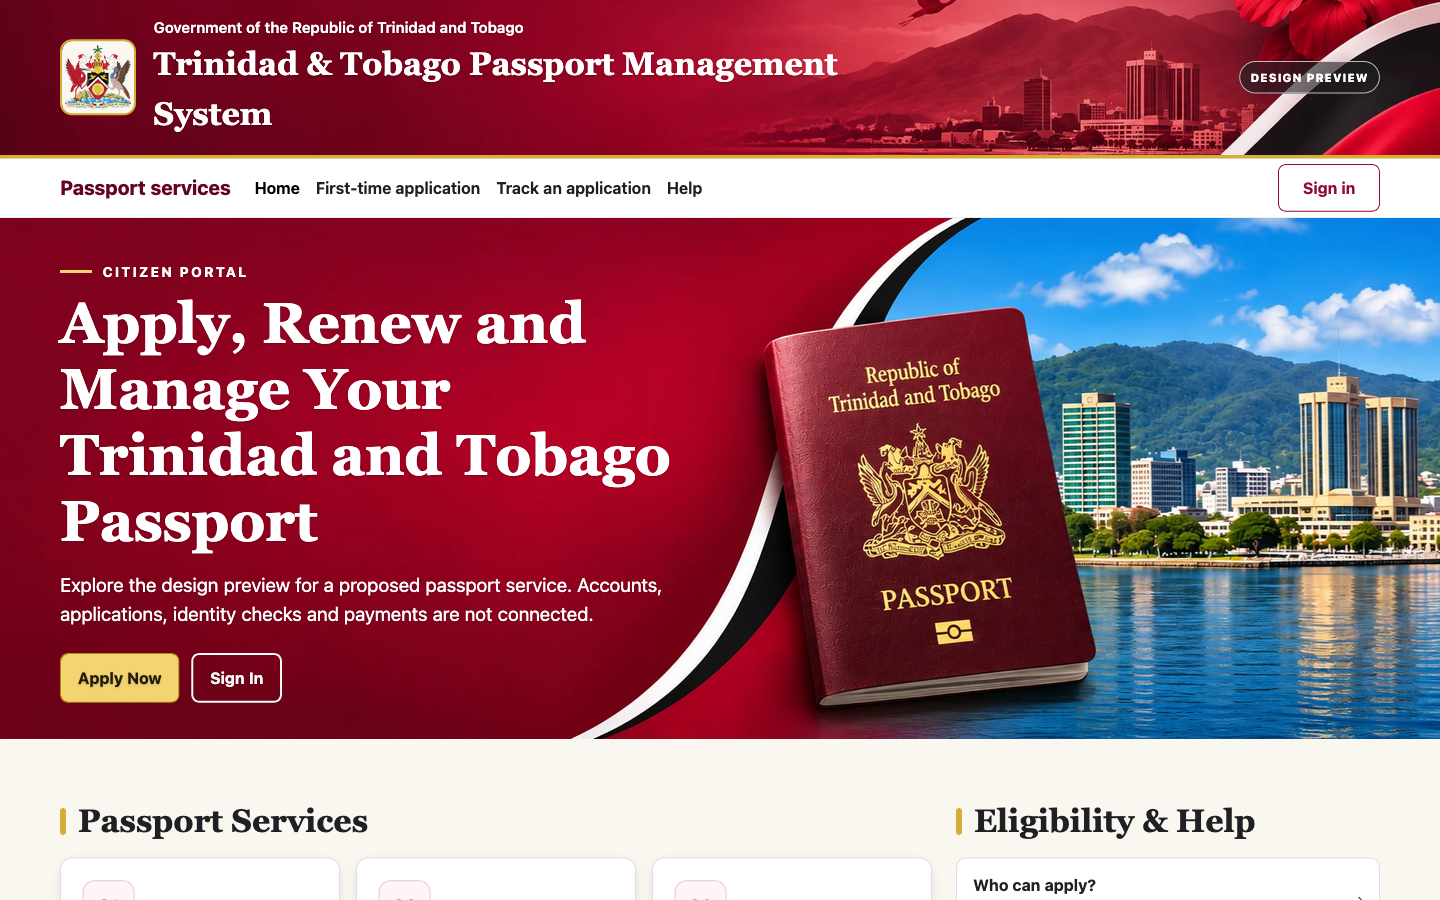 Government of the Republic of Trinidad and Tobago
Trinidad & Tobago Passport Management
System
DESIGN PREVIEW
Passport services
Home
First-time application
Track an application
Help
Sign in
CITIZEN PORTAL
Apply, Renew and
Manage Your
Trinidad and Tobago
Passport
Explore the design preview for a proposed passport service. Accounts,
applications, identity checks and payments are not connected.
Apply Now
Sign In
Republic of
Trinidad and Tobago
PASSPORT
Passport Services
Eligibility & Help
Who can apply?